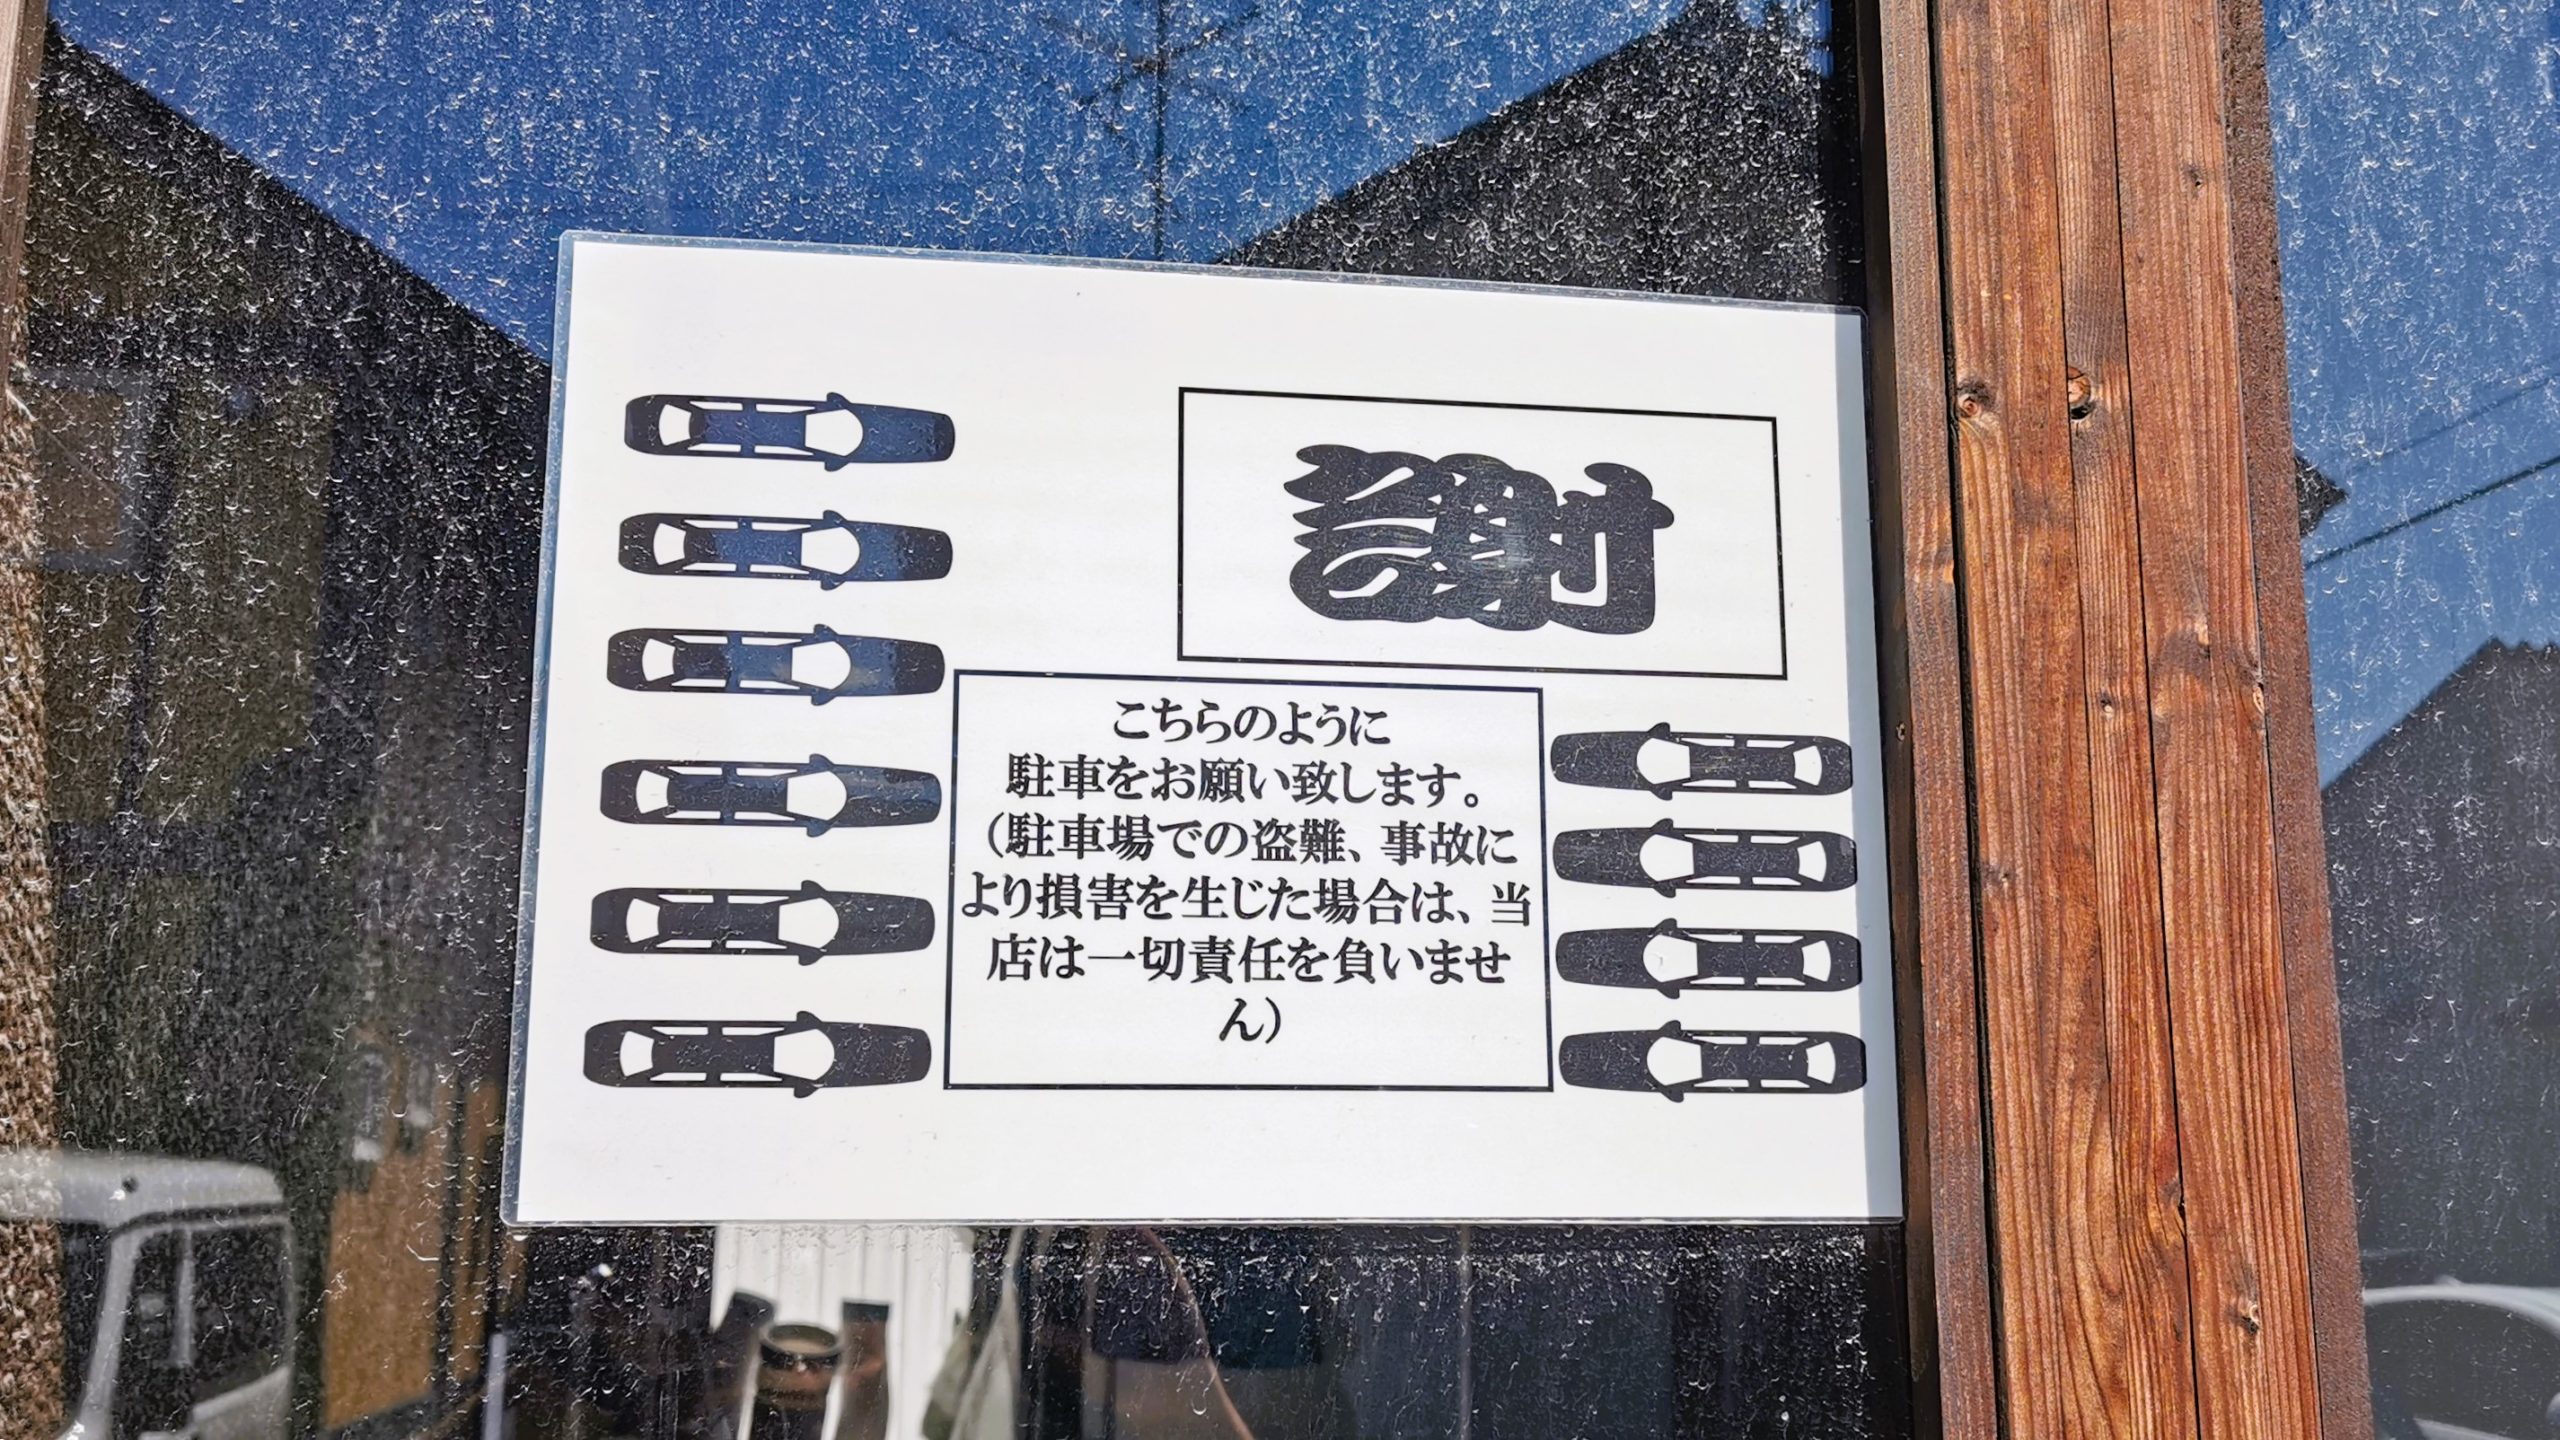 謝
こちらのように
駐車をお願い致します。
(駐車場での盗難、事故に
より損害を生じた場合は、当
店は一切責任を負いませ
ん)